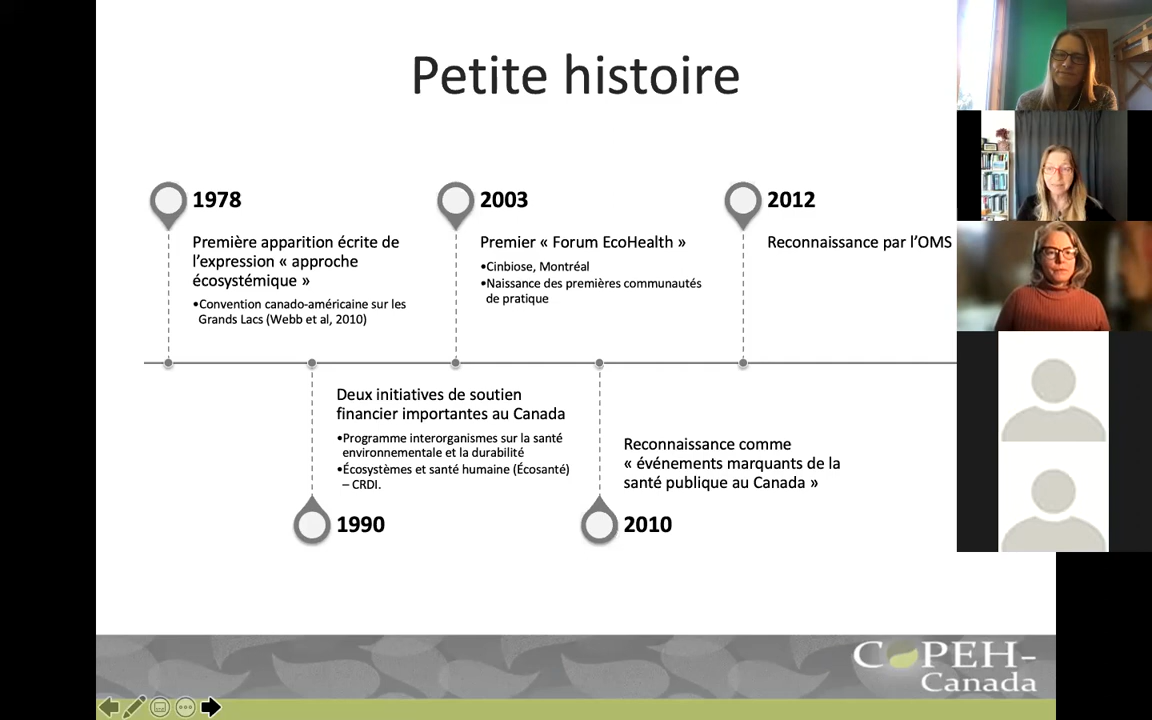 Petite histoire
1978
Première apparition écrite de
l’expression « approche
écosystémique »
•Convention canado-américaine sur les
Grands Lacs (Webb et al, 2010)
2003
Premier « Forum EcoHealth »
•Cinbiose, Montréal
•Naissance des premières communautés
de pratique
2012
Reconnaissance par l’OMS
Deux initiatives de soutien
financier importantes au Canada
•Programme interorganismes sur la santé
environnementale et la durabilité
•Écosystèmes et santé humaine (Écosanté)
– CRDI.
1990
Reconnaissance comme
« événements marquants de la
santé publique au Canada »
2010
COPEH-
Canada